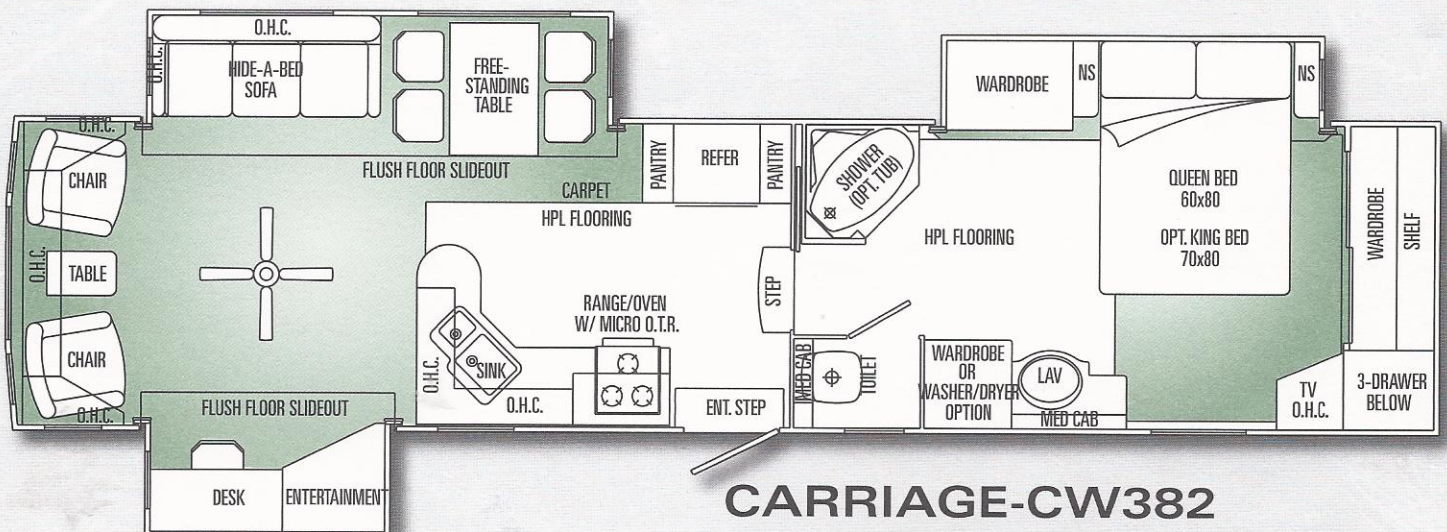 O.H.C.
O.H.C.
HIDE-A-BED
SOFA
FREE-
STANDING
TABLE
FLUSH FLOOR SLIDEOUT
O.H.C.
CHAIR
O.H.C.
TABLE
CHAIR
O.H.C.
FLUSH FLOOR SLIDEOUT
DESK
ENTERTAINMENT
CARPET
HPL FLOORING
PANTRY
REFER
PANTRY
O.H.C.
SINK
O.H.C.
RANGE/OVEN
W/ MICRO O.T.R.
STEP
ENT. STEP
SHOWER
(OPT. TUB)
MED CAB
TOILET
HPL FLOORING
WARDROBE
OR
WASHER/DRYER
OPTION
LAV
MED CAB
WARDROBE
NS
NS
QUEEN BED
60x80
OPT. KING BED
70x80
WARDROBE
SHELF
TV
O.H.C.
3-DRAWER
BELOW
CARRIAGE-CW382